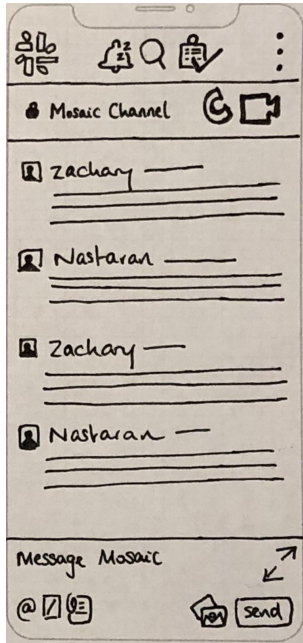 Mosaic Channel
Zachary
Nastaran
Zachary
Nastaran
Message Mosaic
@ Send